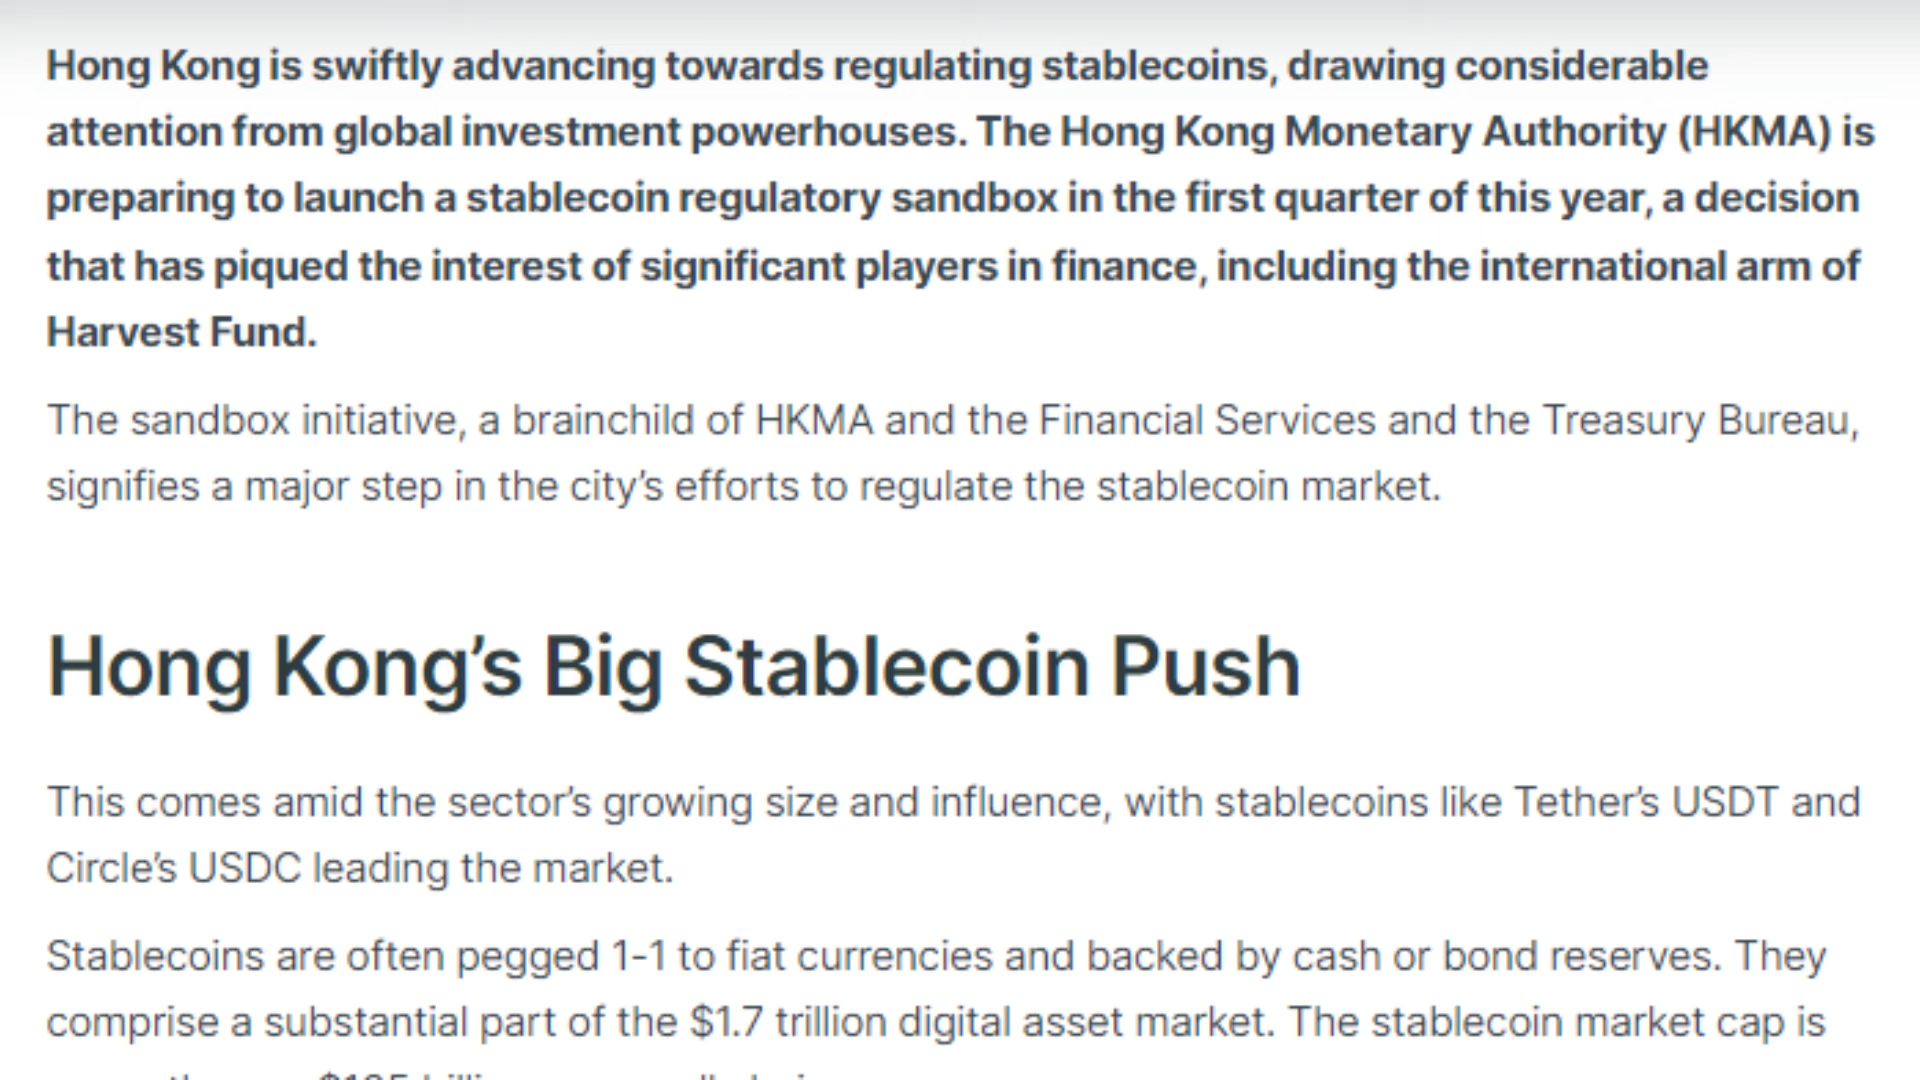 Hong Kong is swiftly advancing towards regulating stablecoins, drawing considerable
attention from global investment powerhouses. The Hong Kong Monetary Authority (HKMA) is
preparing to launch a stablecoin regulatory sandbox in the first quarter of this year, a decision
that has piqued the interest of significant players in finance, including the international arm of
Harvest Fund.
The sandbox initiative, a brainchild of HKMA and the Financial Services and the Treasury Bureau,
signifies a major step in the city’s efforts to regulate the stablecoin market.
Hong Kong’s Big Stablecoin Push
This comes amid the sector’s growing size and influence, with stablecoins like Tether’s USDT and
Circle’s USDC leading the market.
Stablecoins are often pegged 1-1 to fiat currencies and backed by cash or bond reserves. They
comprise a substantial part of the $1.7 trillion digital asset market. The stablecoin market cap is